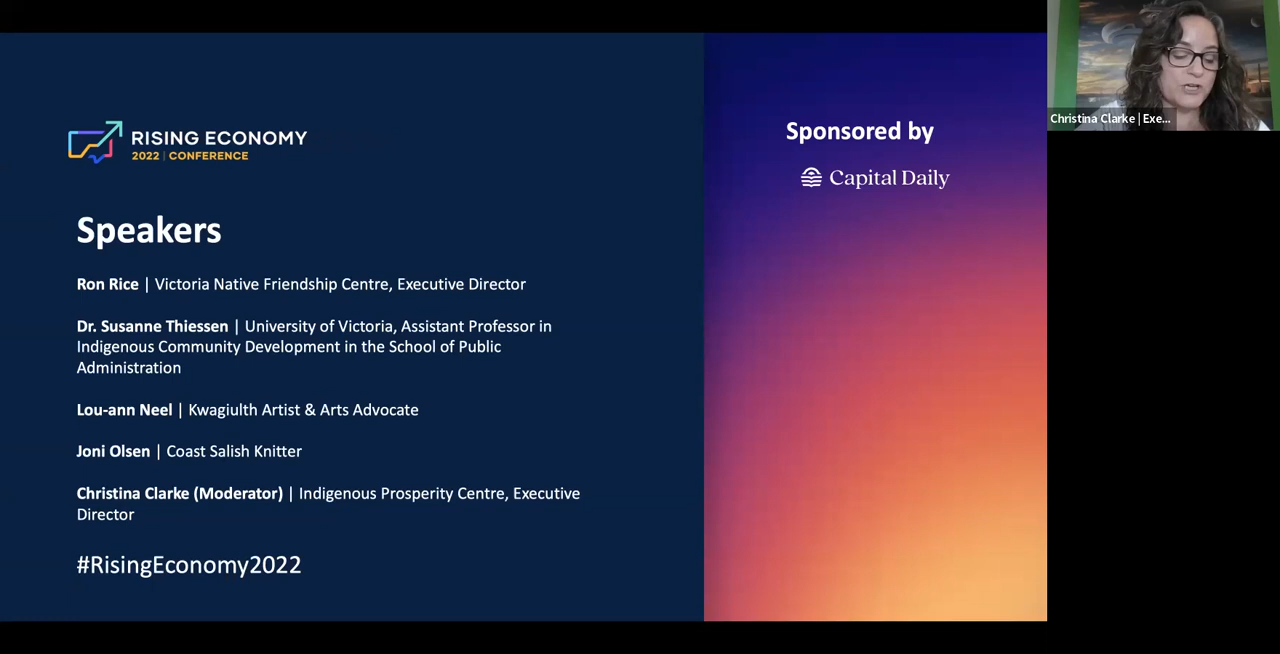 Christina Clarke | Exe...
RISING ECONOMY
2022 | CONFERENCE
Sponsored by
Capital Daily
Speakers
Ron Rice | Victoria Native Friendship Centre, Executive Director
Dr. Susanne Thiessen | University of Victoria, Assistant Professor in
Indigenous Community Development in the School of Public
Administration
Lou-ann Neel | Kwagiulth Artist & Arts Advocate
Joni Olsen | Coast Salish Knitter
Christina Clarke (Moderator) | Indigenous Prosperity Centre, Executive
Director
#RisingEconomy2022